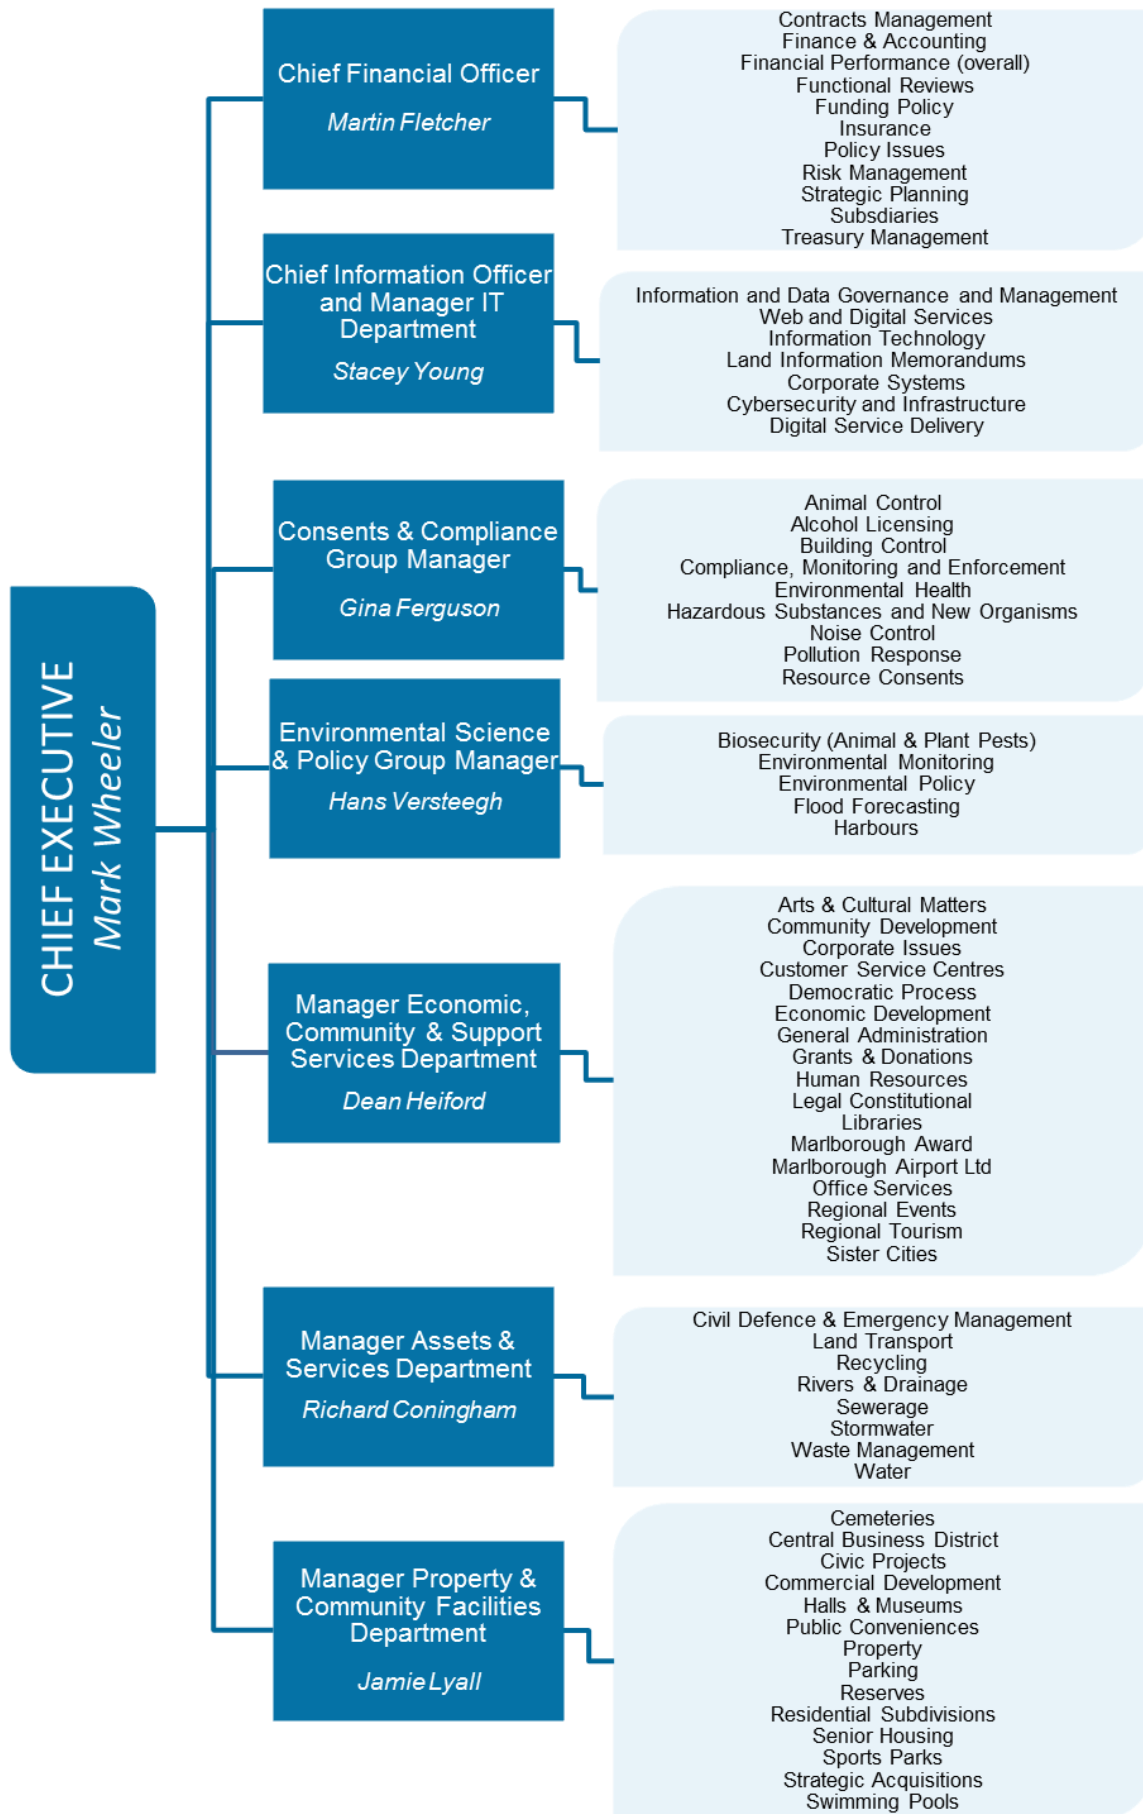 CHIEF EXECUTIVE
Mark Wheeler
Chief Financial Officer
Martin Fletcher
Contracts Management
Finance & Accounting
Financial Performance (overall)
Functional Reviews
Funding Policy
Insurance
Policy Issues
Risk Management
Strategic Planning
Subsdiaries
Treasury Management
Chief Information Officer
and Manager IT
Department
Stacey Young
Information and Data Governance and Management
Web and Digital Services
Information Technology
Land Information Memorandums
Corporate Systems
Cybersecurity and Infrastructure
Digital Service Delivery
Consents & Compliance
Group Manager
Gina Ferguson
Animal Control
Alcohol Licensing
Building Control
Compliance, Monitoring and Enforcement
Environmental Health
Hazardous Substances and New Organisms
Noise Control
Pollution Response
Resource Consents
Environmental Science
& Policy Group Manager
Hans Versteegh
Biosecurity (Animal & Plant Pests)
Environmental Monitoring
Environmental Policy
Flood Forecasting
Harbours
Manager Economic,
Community & Support
Services Department
Dean Heiford
Arts & Cultural Matters
Community Development
Corporate Issues
Customer Service Centres
Democratic Process
Economic Development
General Administration
Grants & Donations
Human Resources
Legal Constitutional
Libraries
Marlborough Award
Marlborough Airport Ltd
Office Services
Regional Events
Regional Tourism
Sister Cities
Manager Assets &
Services Department
Richard Coningham
Civil Defence & Emergency Management
Land Transport
Recycling
Rivers & Drainage
Sewerage
Stormwater
Waste Management
Water
Manager Property &
Community Facilities
Department
Jamie Lyall
Cemeteries
Central Business District
Civic Projects
Commercial Development
Halls & Museums
Public Conveniences
Property
Parking
Reserves
Residential Subdivisions
Senior Housing
Sports Parks
Strategic Acquisitions
Swimming Pools